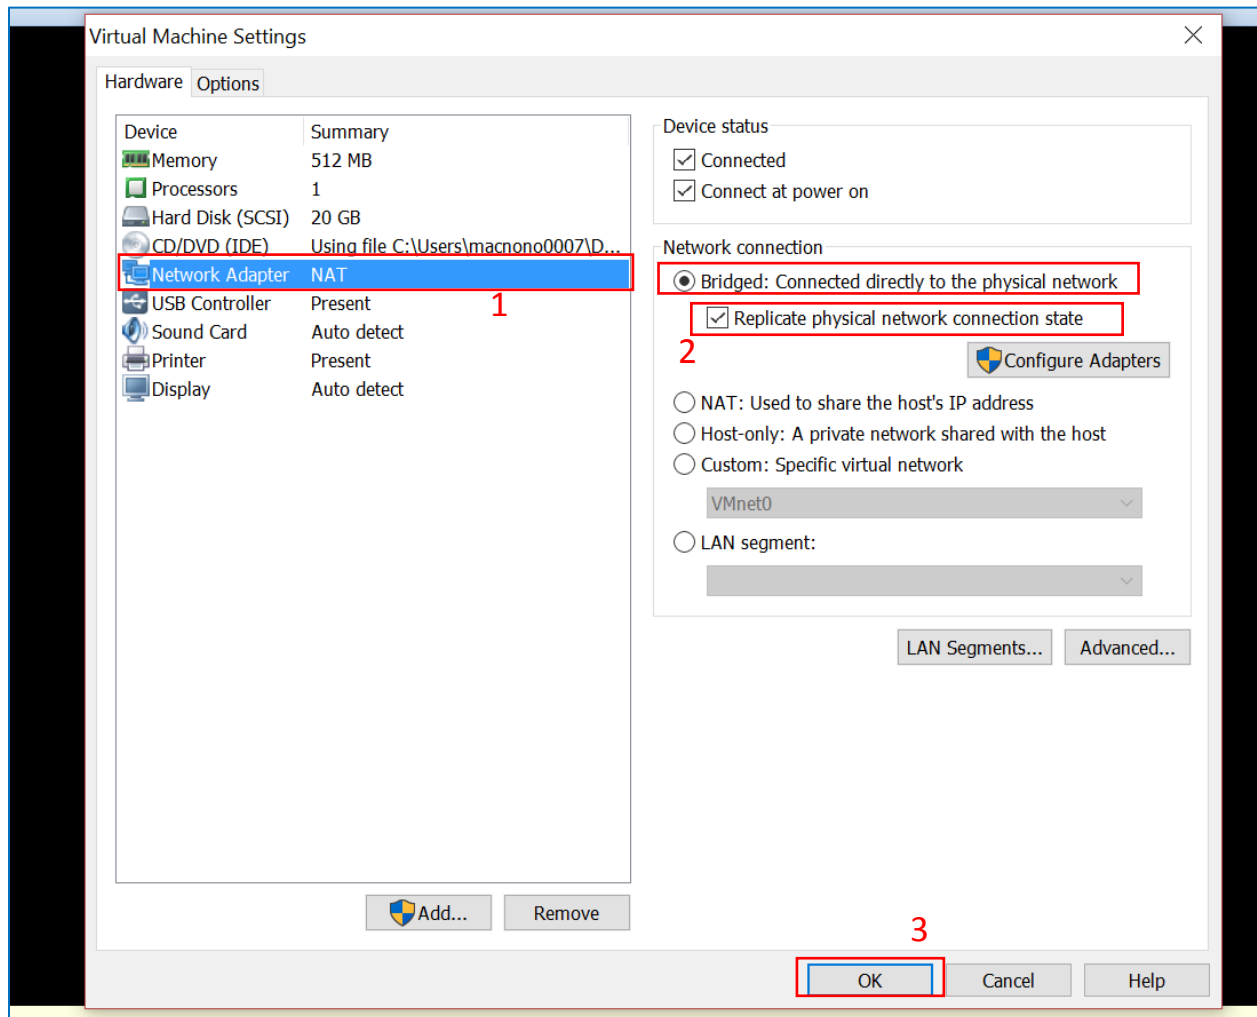 Virtual Machine Settings
Hardware Options
Device Summary
Memory 512 MB
Processors 1
Hard Disk (SCSI) 20 GB
CD/DVD (IDE) Using file C:\Users\macnono0007\D...
Network Adapter NAT
1
USB Controller Present
Sound Card Auto detect
Printer Present
Display Auto detect
Add... Remove
Device status
Connected
Connect at power on
Network connection
Bridged: Connected directly to the physical network
Replicate physical network connection state
2
Configure Adapters
NAT: Used to share the host's IP address
Host-only: A private network shared with the host
Custom: Specific virtual network
VMnet0
LAN segment:
LAN Segments... Advanced...
3
OK Cancel Help